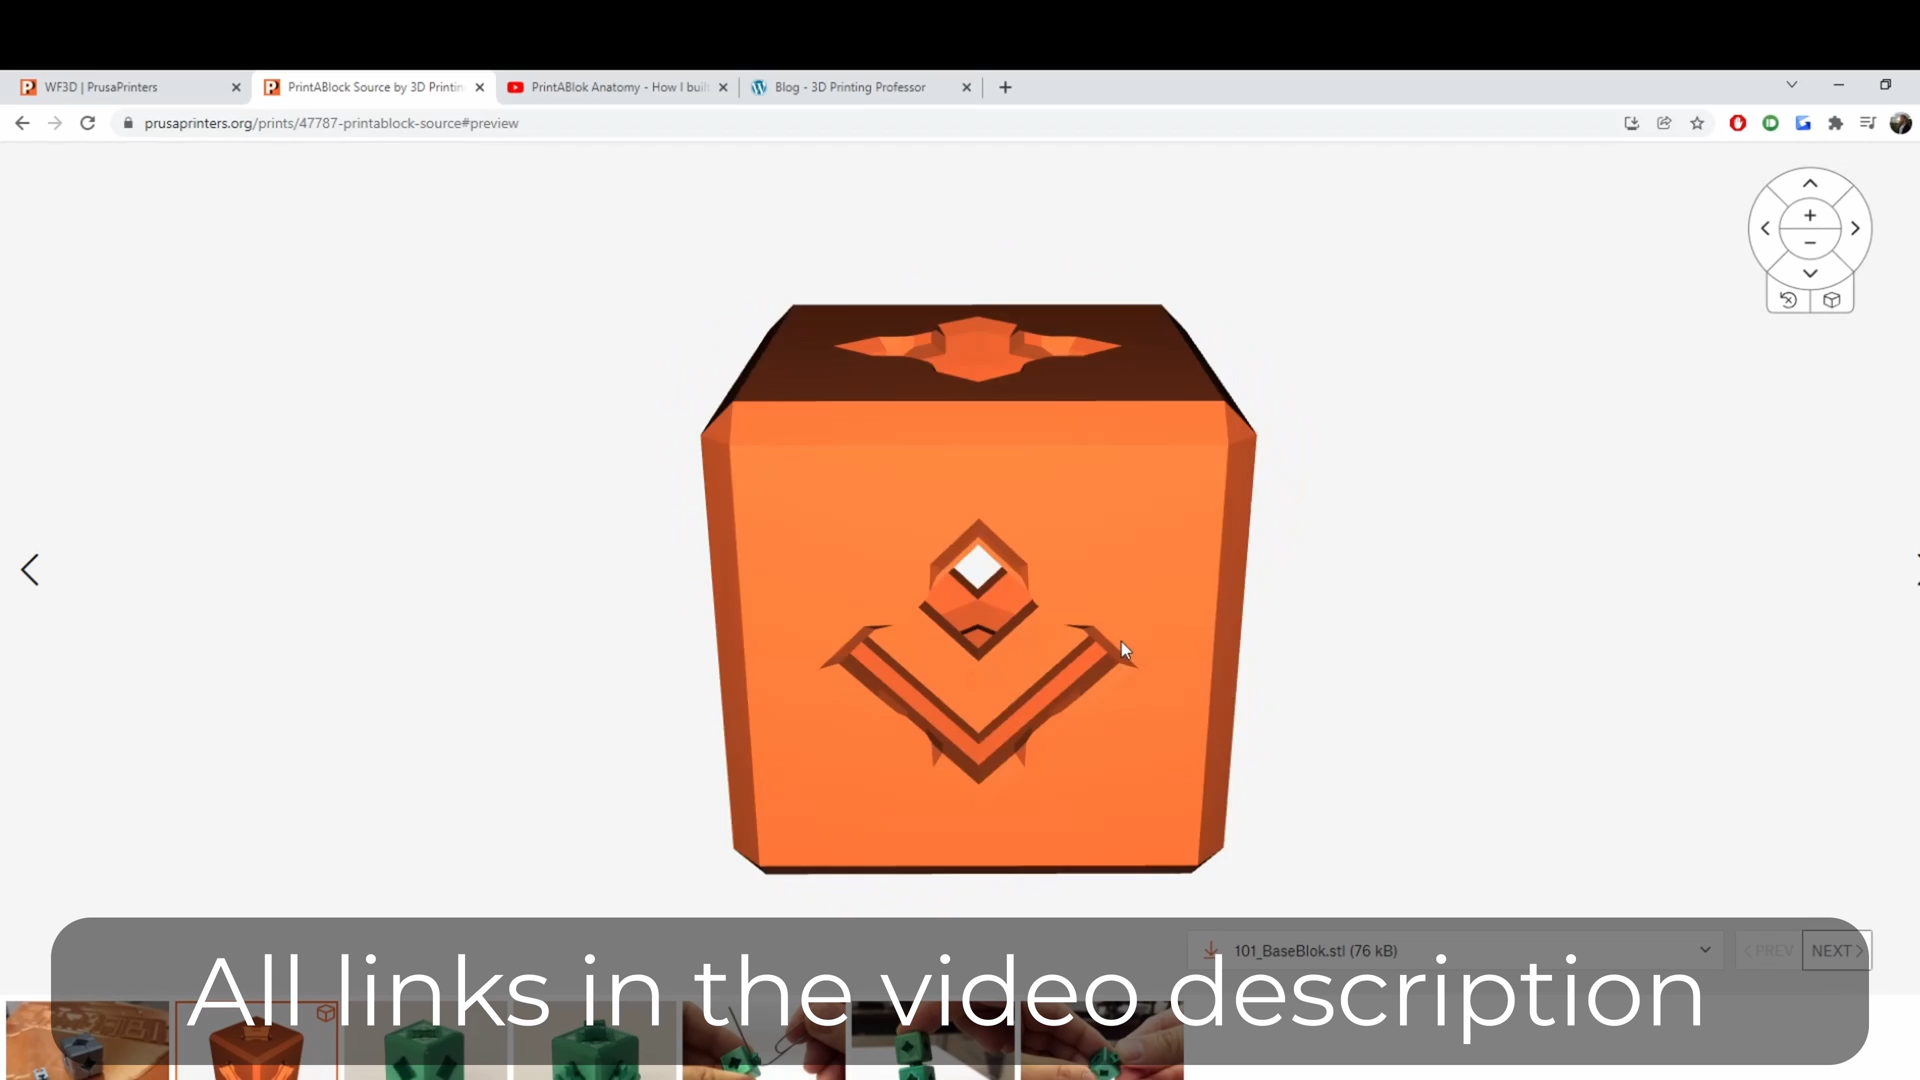 WF3D | PrusaPrinters
PrintABlock Source by 3D Printin
PrintABlok Anatomy - How I buil
Blog - 3D Printing Professor
prusaprinters.org/prints/47787-printablock-source#preview
101_BaseBlok.stl (76 kB)
PREV
NEXT
All links in the video description